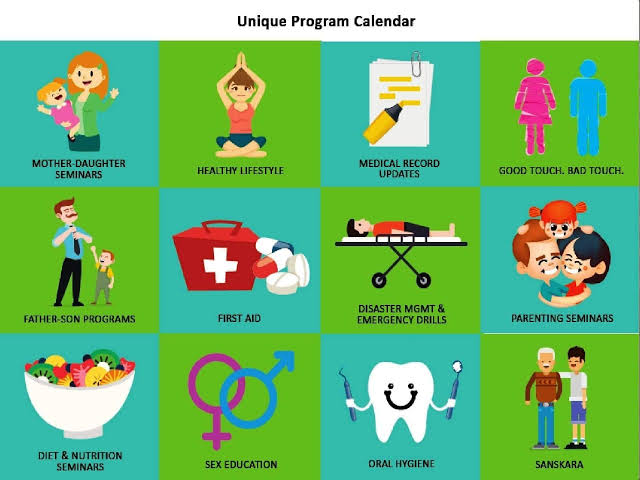 Unique Program Calendar
MOTHER-DAUGHTER
SEMINARS
HEALTHY LIFESTYLE
MEDICAL RECORD
UPDATES
GOOD TOUCH. BAD TOUCH.
FATHER-SON PROGRAMS
FIRST AID
DISASTER MGMT &
EMERGENCY DRILLS
PARENTING SEMINARS
DIET & NUTRITION
SEMINARS
SEX EDUCATION
ORAL HYGIENE
SANSKARA